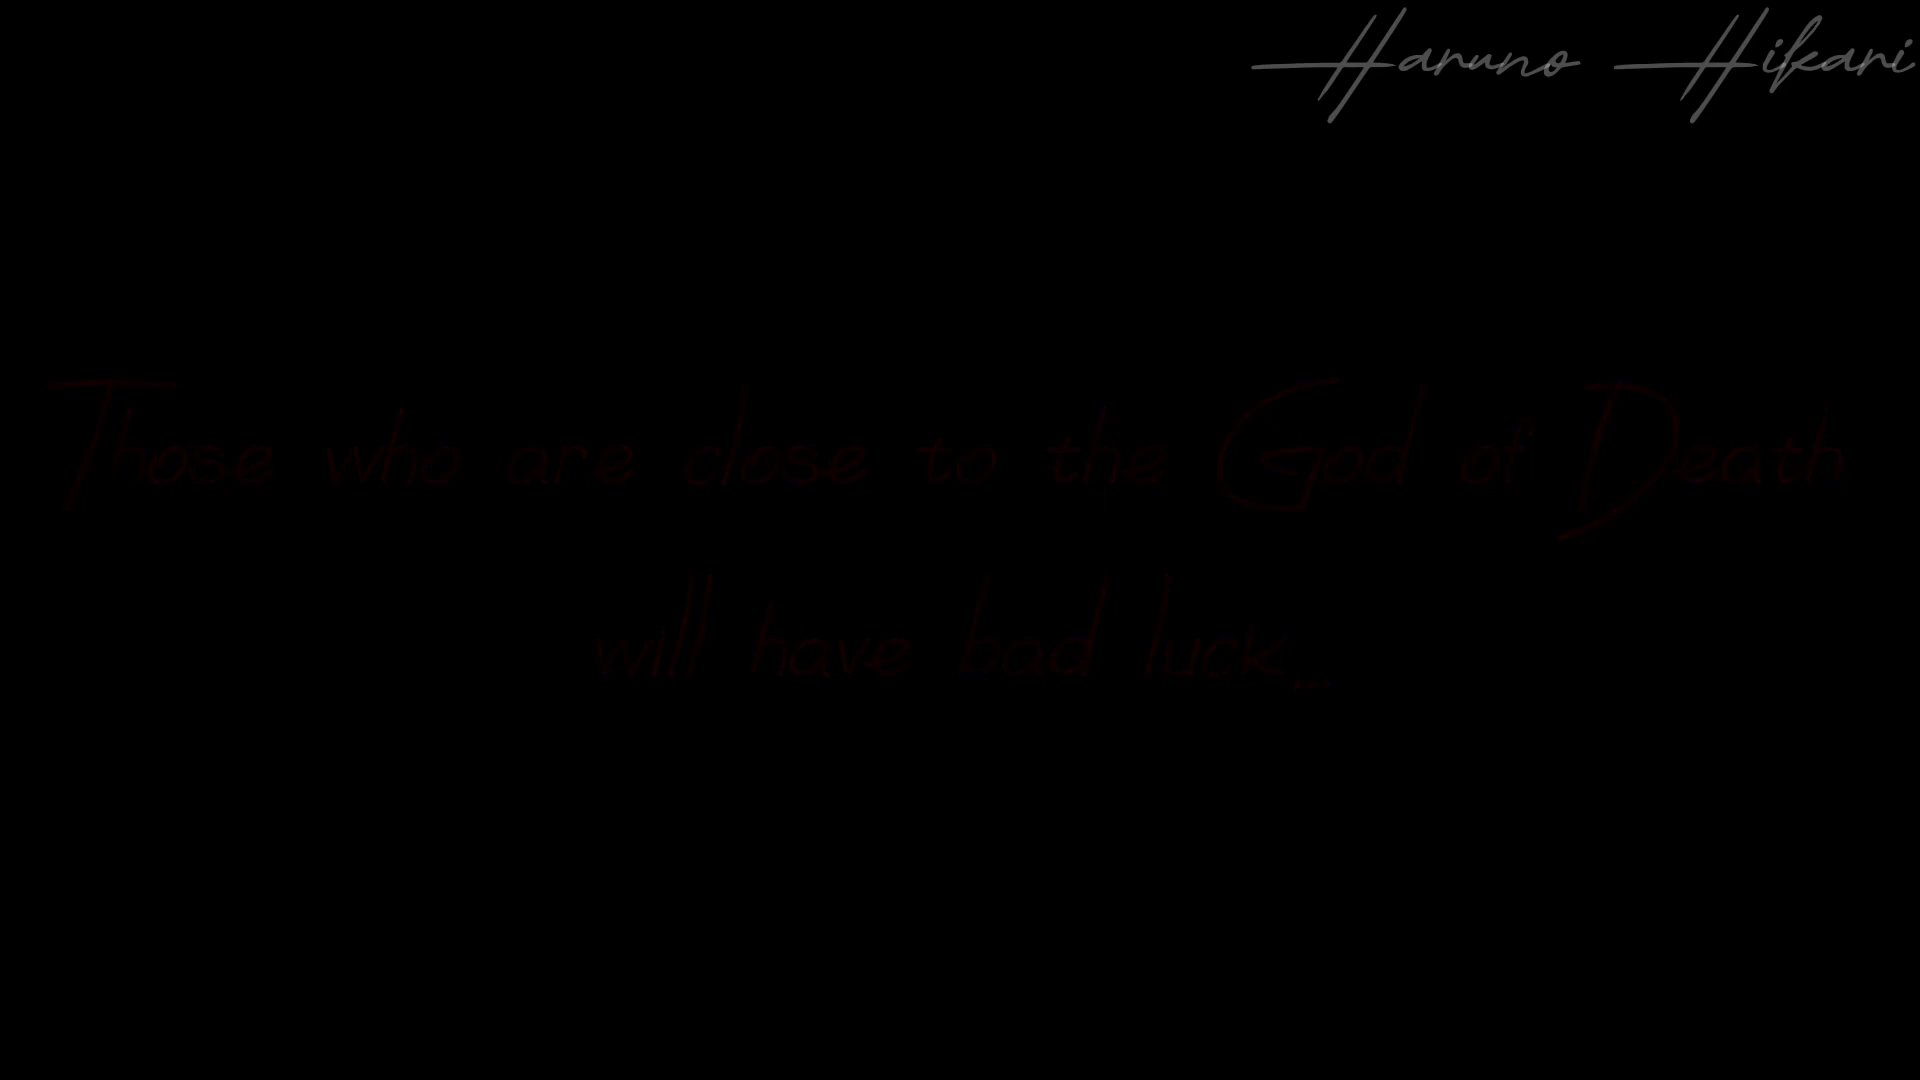 Haruno Hikari
Those who are close to the God of Death
will have bad luck...